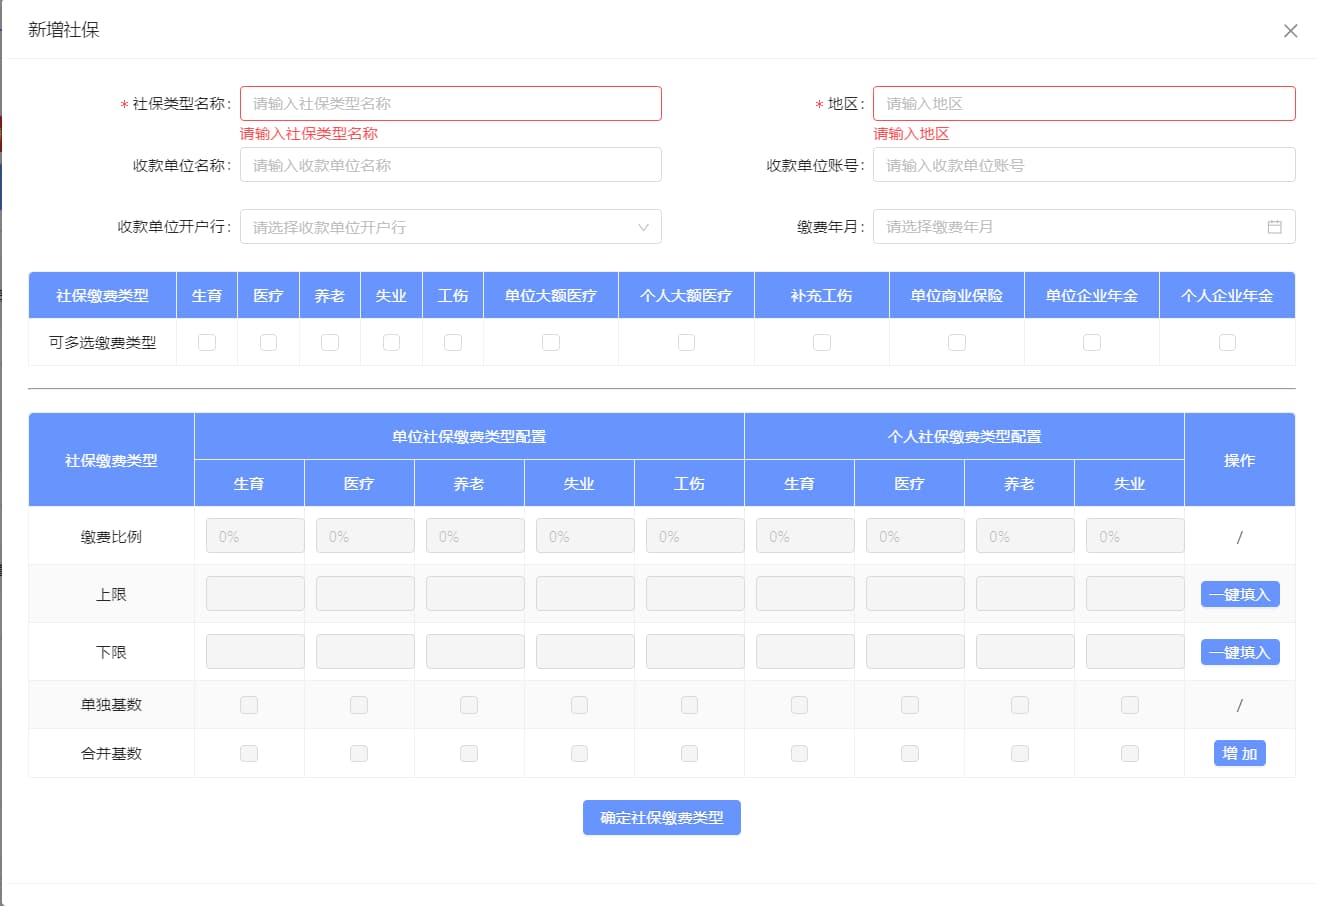 新增社保
* 社保类型名称: 请输入社保类型名称 * 地区: 请输入地区
请输入社保类型名称 请输入地区
收款单位名称: 请输入收款单位名称 收款单位账号: 请输入收款单位账号
收款单位开户行: 请选择收款单位开户行 缴费年月: 请选择缴费年月
社保缴费类型 生育 医疗 养老 失业 工伤 单位大额医疗 个人大额医疗 补充工伤 单位商业保险 单位企业年金 个人企业年金
可多选缴费类型
社保缴费类型 单位社保缴费类型配置 个人社保缴费类型配置 操作
生育 医疗 养老 失业 工伤 生育 医疗 养老 失业
缴费比例 0% 0% 0% 0% 0% 0% 0% 0% 0% /
上限 一键填入
下限 一键填入
单独基数 /
合并基数 增 加
确定社保缴费类型